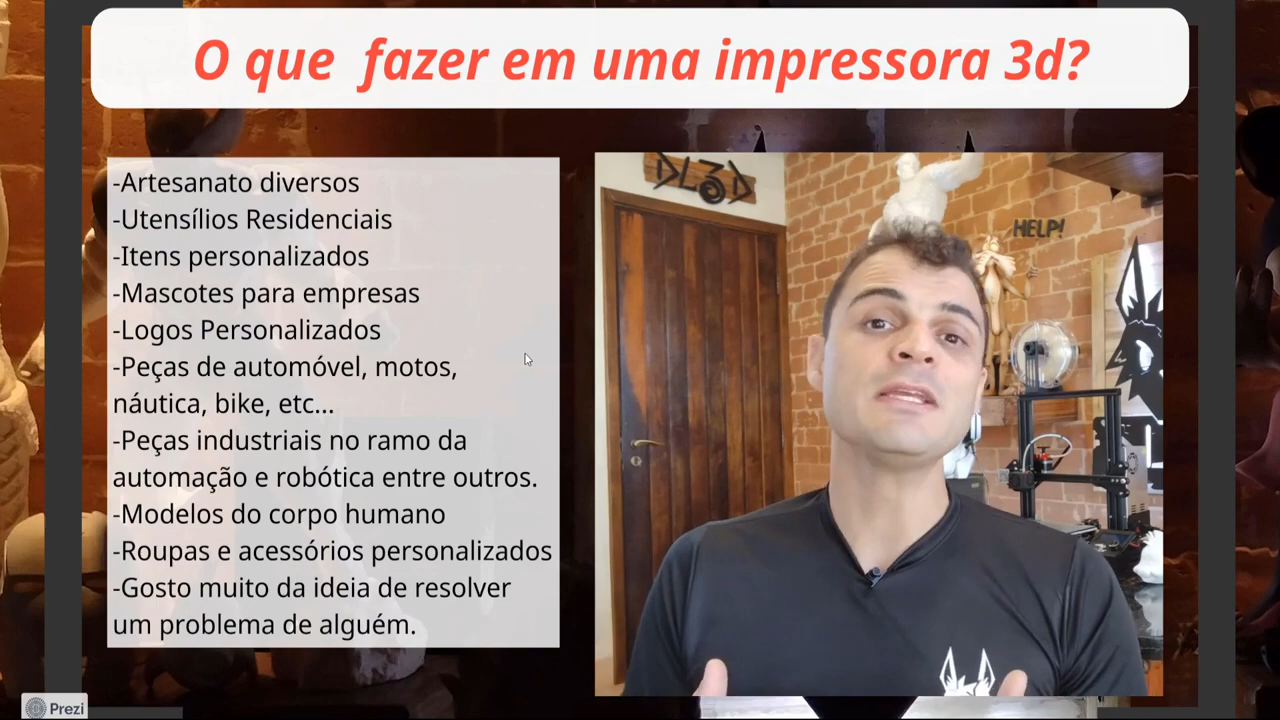 O que fazer em uma impressora 3d?
-Artesanato diversos
-Utensílios Residenciais
-Itens personalizados
-Mascotes para empresas
-Logos Personalizados
-Peças de automóvel, motos,
náutica, bike, etc...
-Peças industriais no ramo da
automação e robótica entre outros.
-Modelos do corpo humano
-Roupas e acessórios personalizados
-Gosto muito da ideia de resolver
um problema de alguém.
DL3D
HELP!
Prezi